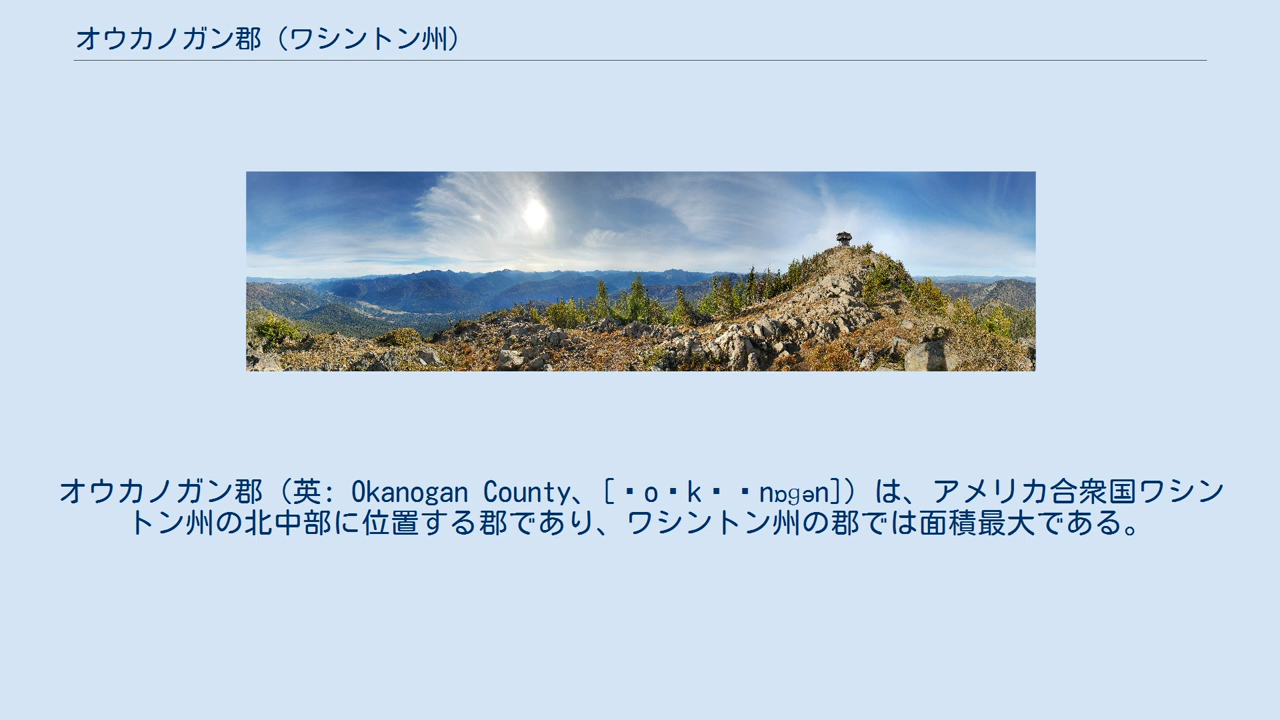 オウカノガン郡（ワシントン州）
オウカノガン郡（英: Okanogan County、[▪o▪k▪▪nɒɡən]）は、アメリカ合衆国ワシン
トン州の北中部に位置する郡であり、ワシントン州の郡では面積最大である。